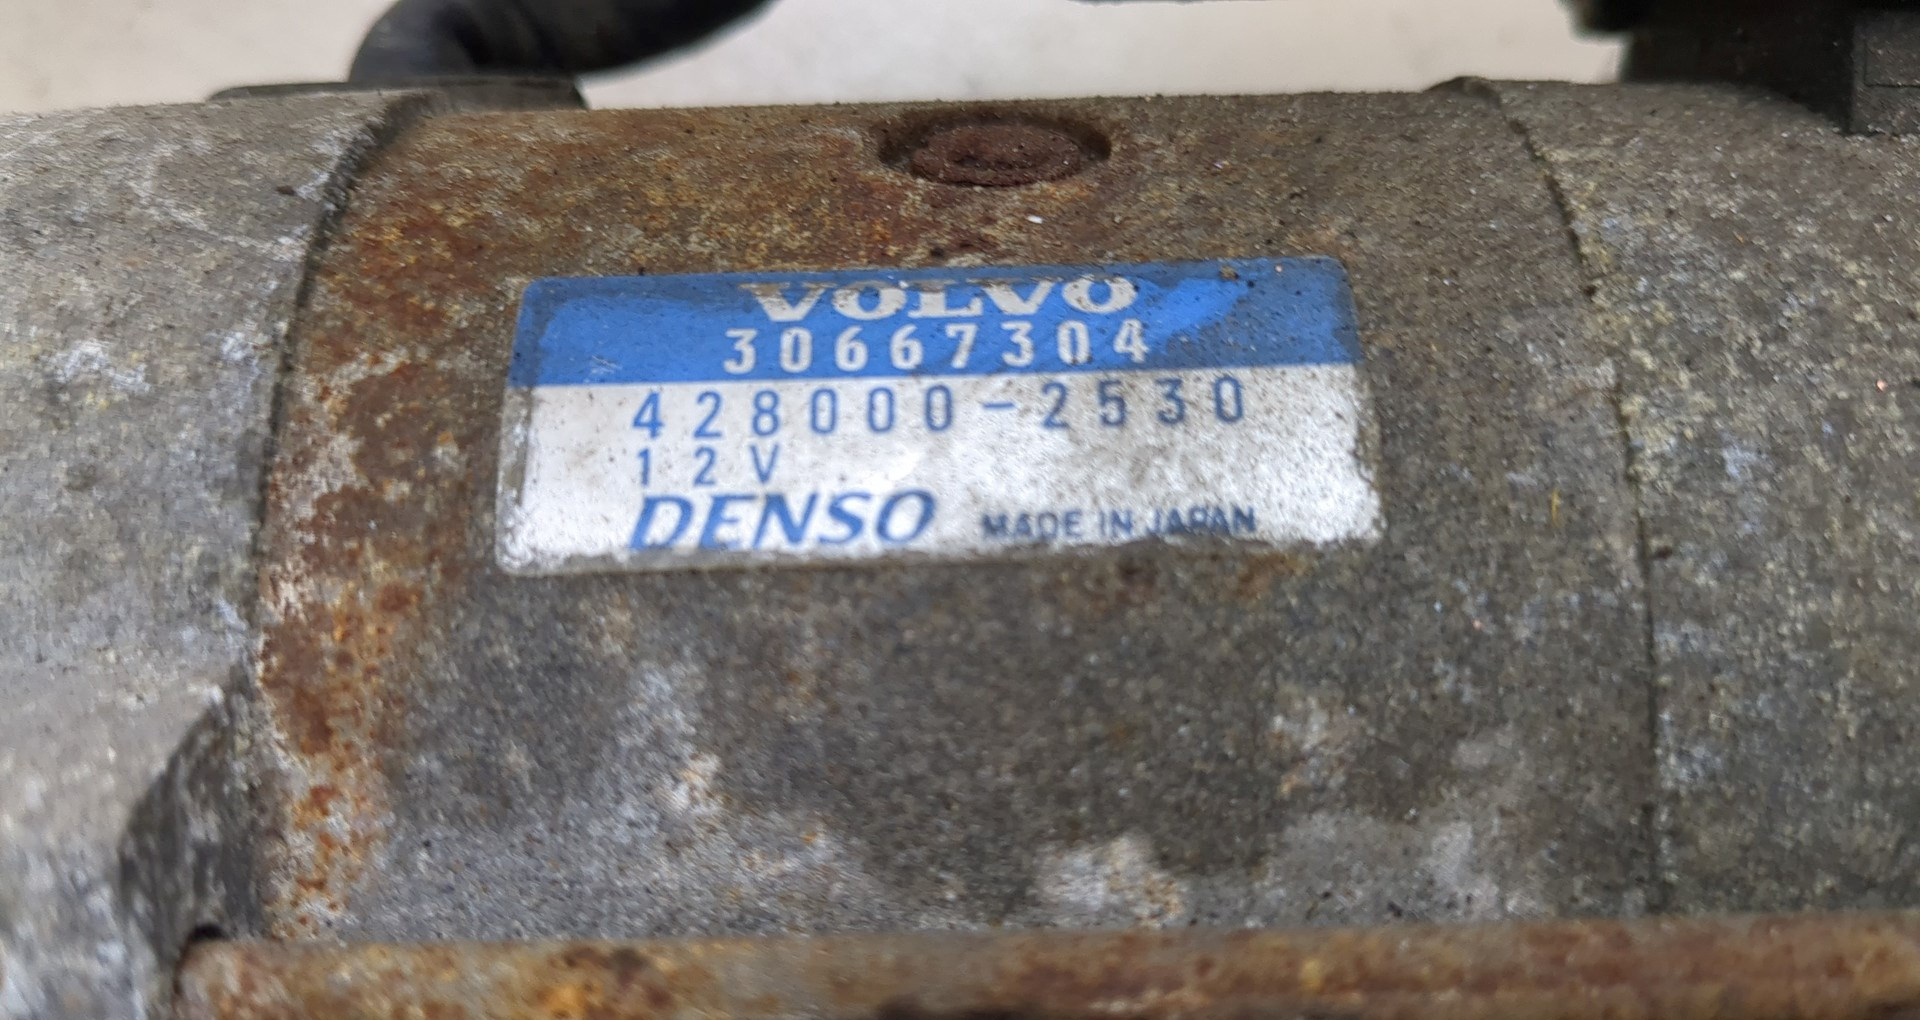 VOLVO
30667304
428000-2530
12V
DENSO MADE IN JAPAN